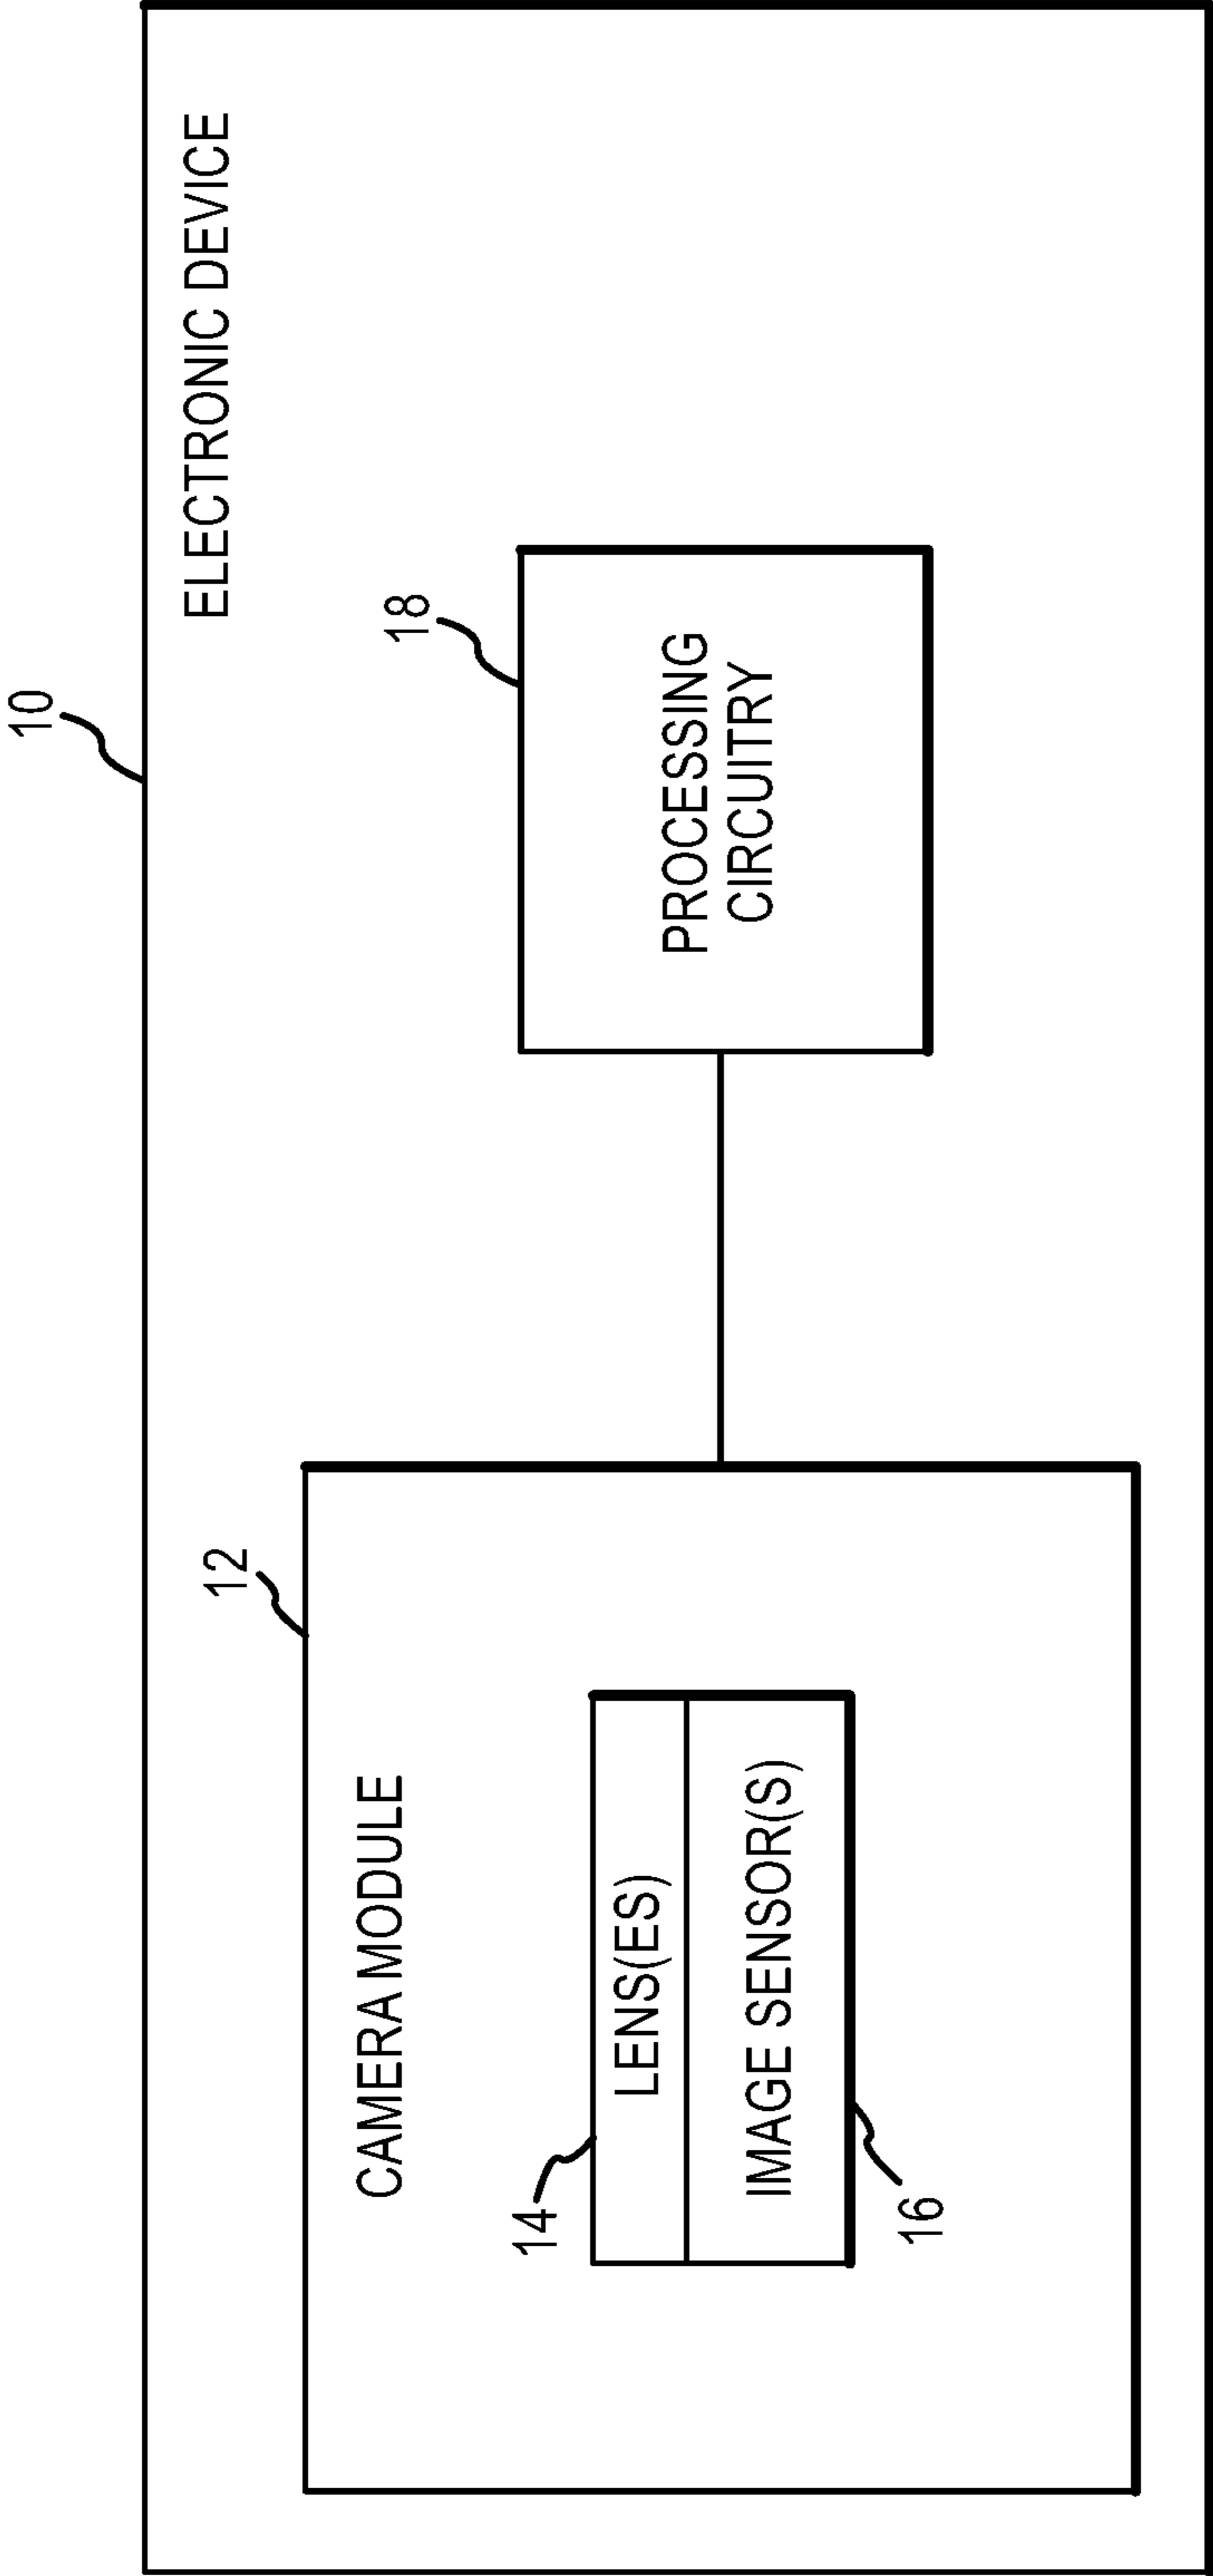 10
ELECTRONIC DEVICE
12
CAMERA MODULE
14
LENS(ES)
IMAGE SENSOR(S)
16
18
PROCESSING
CIRCUITRY